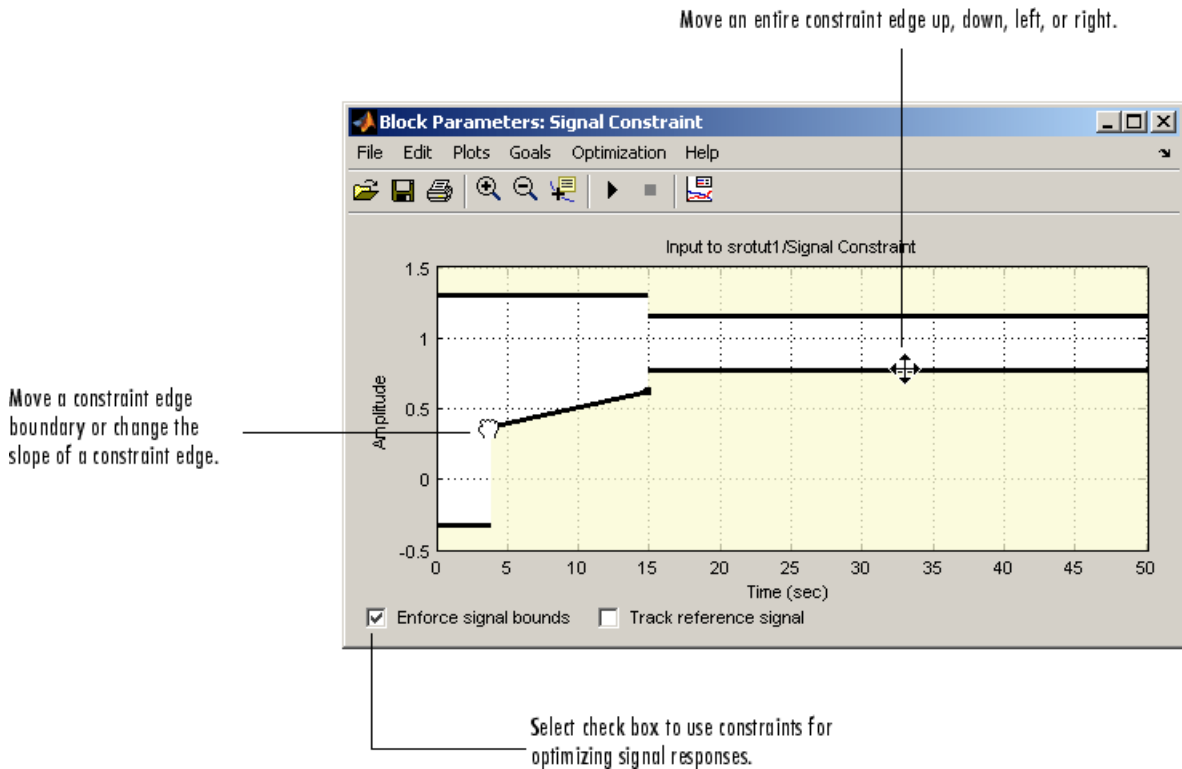 Move an entire constraint edge up, down, left, or right.
Block Parameters: Signal Constraint
File Edit Plots Goals Optimization Help
Input to srotut1/Signal Constraint
1.5
1
0.5
0
-0.5
Amplitude
Move a constraint edge
boundary or change the
slope of a constraint edge.
0 5 10 15 20 25 30 35 40 45 50
Time (sec)
Enforce signal bounds Track reference signal
Select check box to use constraints for
optimizing signal responses.